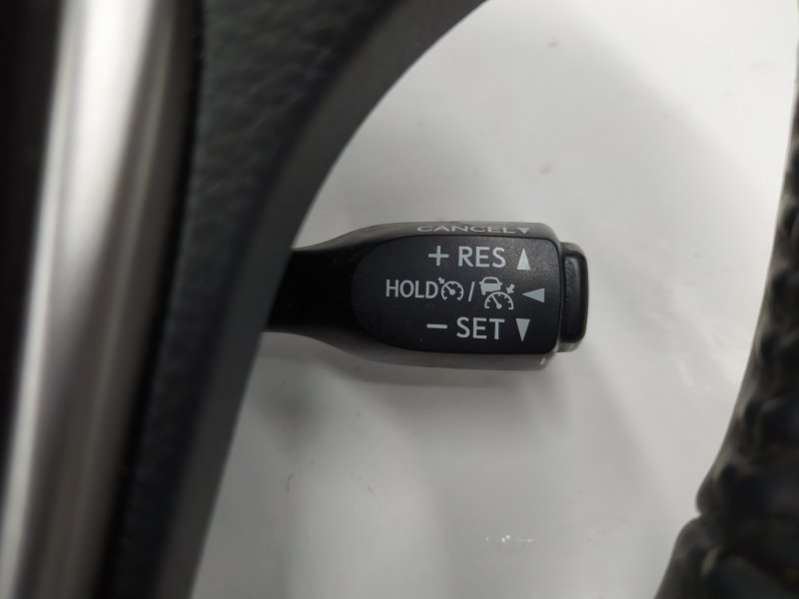 CANCEL▼
+ RES ▲
HOLD / ◀
− SET ▼